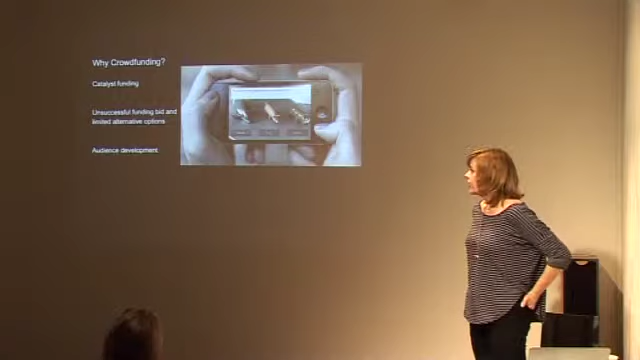 Why Crowdfunding?
Catalyst funding
Unsuccessful funding bid and
limited alternative options
Audience development